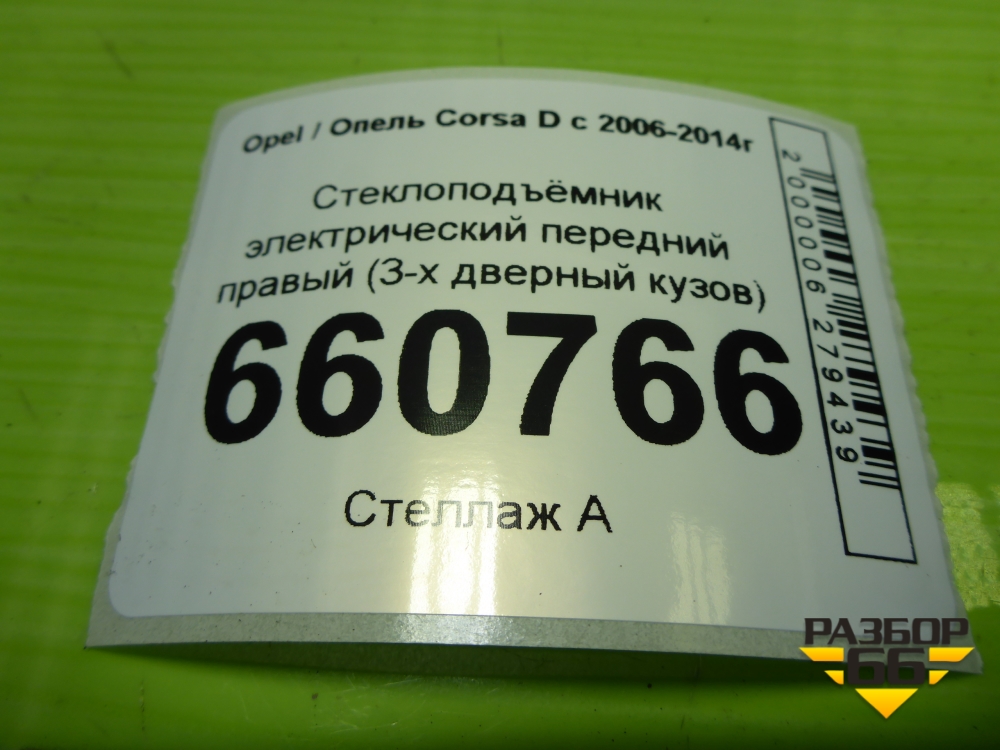 Opel / Опель Corsa D с 2006-2014г
Стеклоподъёмник
электрический передний
правый (3-х дверный кузов)
660766
Стеллаж А
2000006279439
РАЗБОР
66